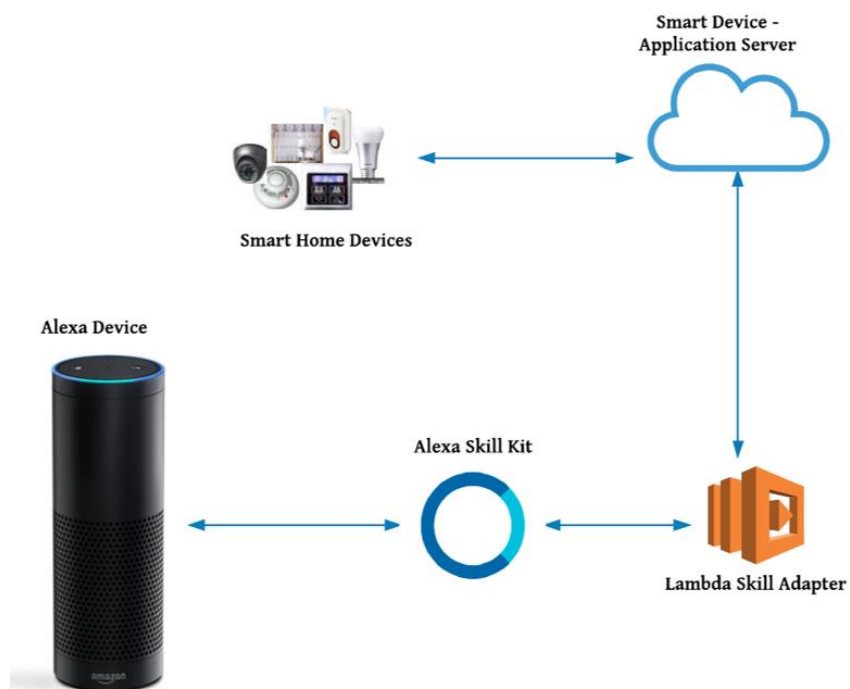 Smart Device -
Application Server
Smart Home Devices
Alexa Device
Alexa Skill Kit
Lambda Skill Adapter
amazon